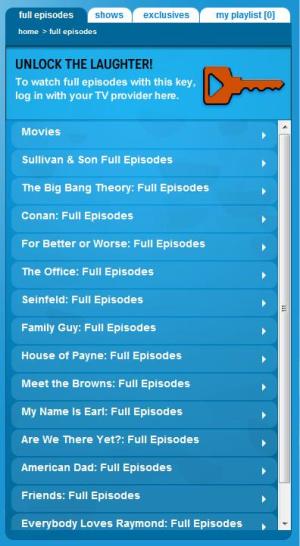 full episodes shows exclusives my playlist [0]
home > full episodes
UNLOCK THE LAUGHTER!
To watch full episodes with this key,
log in with your TV provider here.
Movies
Sullivan & Son Full Episodes
The Big Bang Theory: Full Episodes
Conan: Full Episodes
For Better or Worse: Full Episodes
The Office: Full Episodes
Seinfeld: Full Episodes
Family Guy: Full Episodes
House of Payne: Full Episodes
Meet the Browns: Full Episodes
My Name Is Earl: Full Episodes
Are We There Yet?: Full Episodes
American Dad: Full Episodes
Friends: Full Episodes
Everybody Loves Raymond: Full Episodes